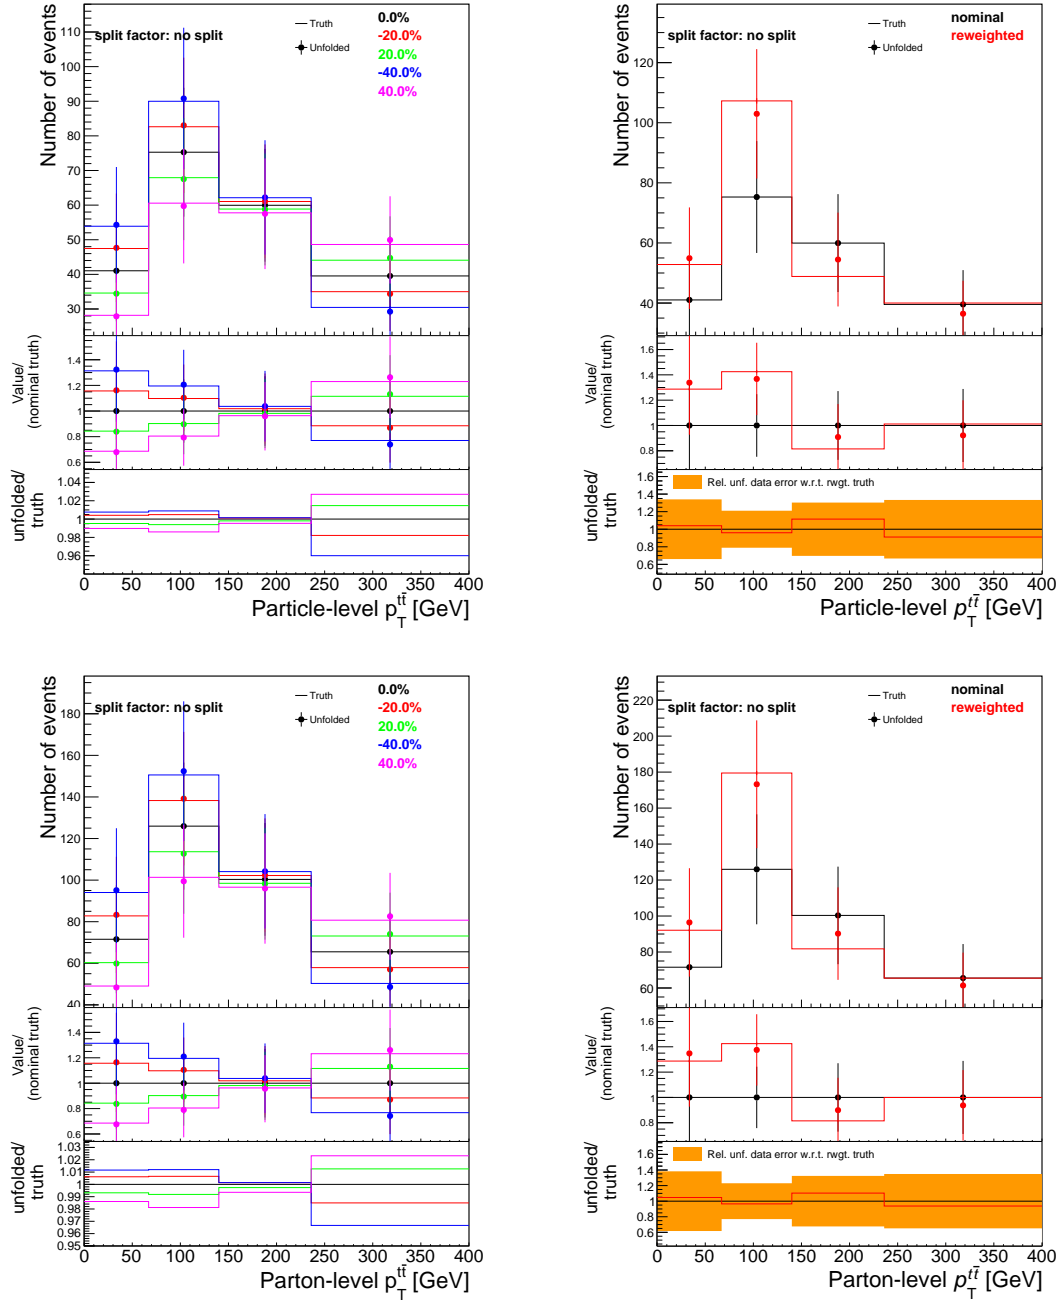 Number of events
split factor: no split
Truth
Unfolded
0.0%
-20.0%
20.0%
-40.0%
40.0%
110
100
90
80
70
60
50
40
30
Value/
(nominal truth)
1.4
1.2
1
0.8
0.6
unfolded/
truth
1.04
1.02
1
0.98
0.96
0 50 100 150 200 250 300 350 400
Particle-level p_T^{tt̄} [GeV]
Number of events
split factor: no split
Truth
Unfolded
nominal
reweighted
120
100
80
60
40
Value/
(nominal truth)
1.6
1.4
1.2
1
0.8
unfolded/
truth
Rel. unf. data error w.r.t. rwgt. truth
1.6
1.4
1.2
1
0.8
0.6
0 50 100 150 200 250 300 350 400
Particle-level p_T^{tt̄} [GeV]
Number of events
split factor: no split
Truth
Unfolded
0.0%
-20.0%
20.0%
-40.0%
40.0%
180
160
140
120
100
80
60
40
Value/
(nominal truth)
1.4
1.2
1
0.8
0.6
unfolded/
truth
1.03
1.02
1.01
1
0.99
0.98
0.97
0.96
0.95
0 50 100 150 200 250 300 350 400
Parton-level p_T^{tt̄} [GeV]
Number of events
split factor: no split
Truth
Unfolded
nominal
reweighted
220
200
180
160
140
120
100
80
60
Value/
(nominal truth)
1.6
1.4
1.2
1
0.8
unfolded/
truth
Rel. unf. data error w.r.t. rwgt. truth
1.6
1.4
1.2
1
0.8
0.6
0 50 100 150 200 250 300 350 400
Parton-level p_T^{tt̄} [GeV]